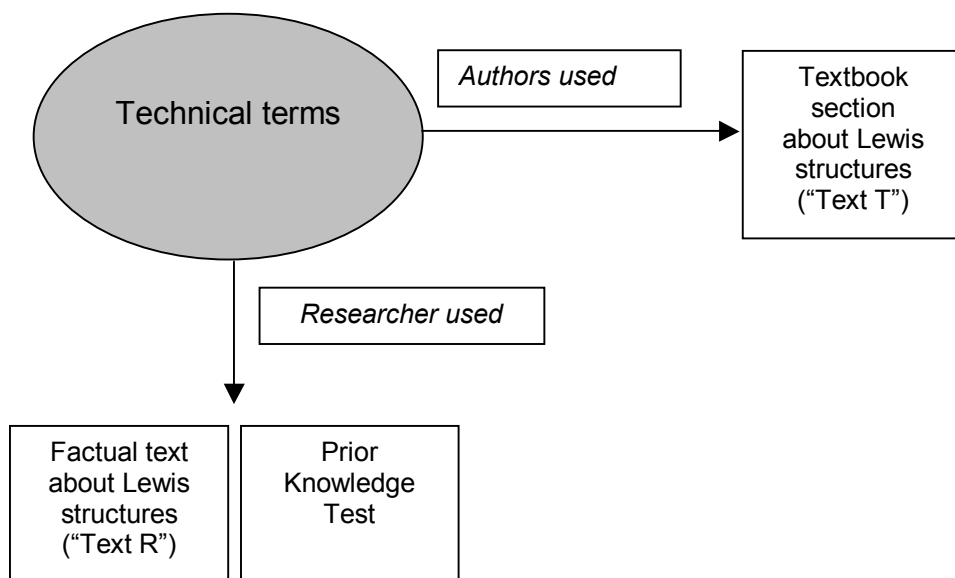 Technical terms
Authors used
Textbook
section
about Lewis
structures
(“Text T”)
Researcher used
Factual text
about Lewis
structures
(“Text R”)
Prior
Knowledge
Test